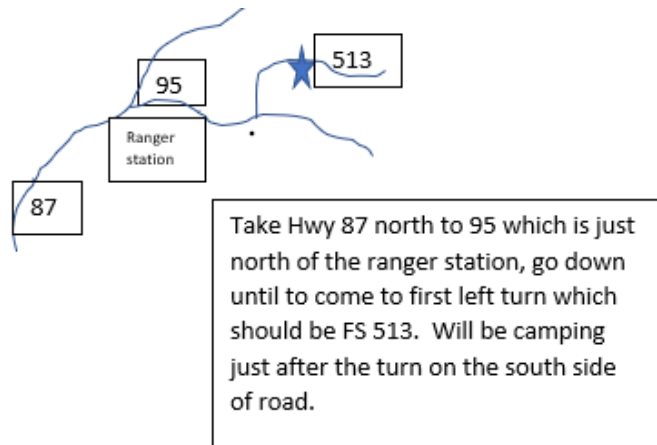 513
95
Ranger
station
87
Take Hwy 87 north to 95 which is just
north of the ranger station, go down
until to come to first left turn which
should be FS 513.  Will be camping
just after the turn on the south side
of road.